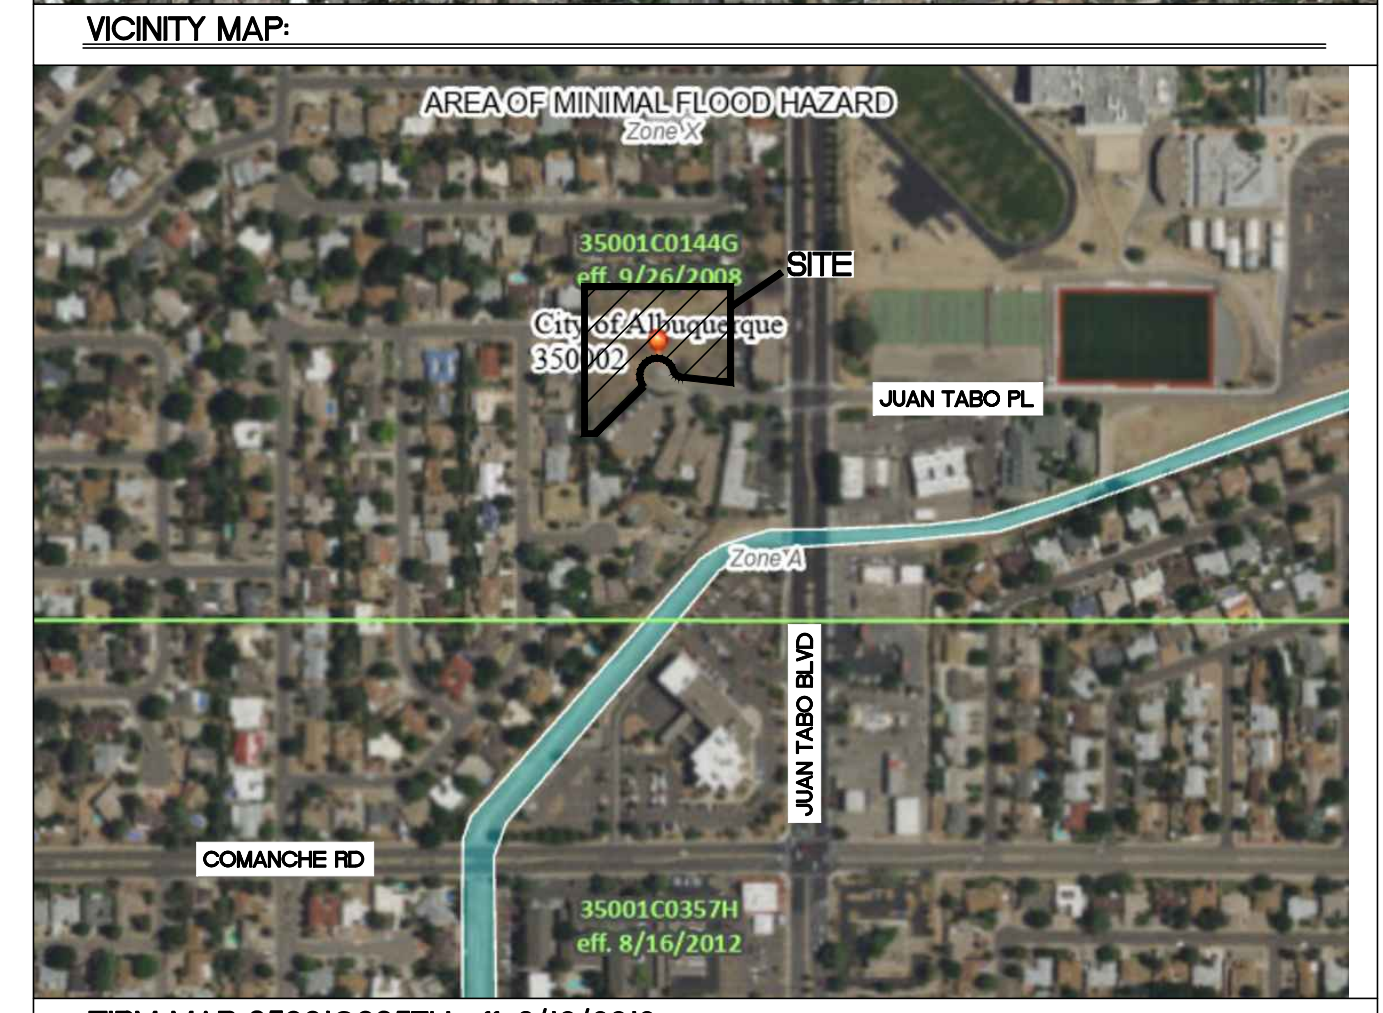 VICINITY MAP:
AREA OF MINIMAL FLOOD HAZARD
Zone X
35001C0144G
eff. 9/26/2008
SITE
City of Albuquerque
350002
JUAN TABO PL
Zone A
JUAN TABO BLVD
COMANCHE RD
35001C0357H
eff. 8/16/2012